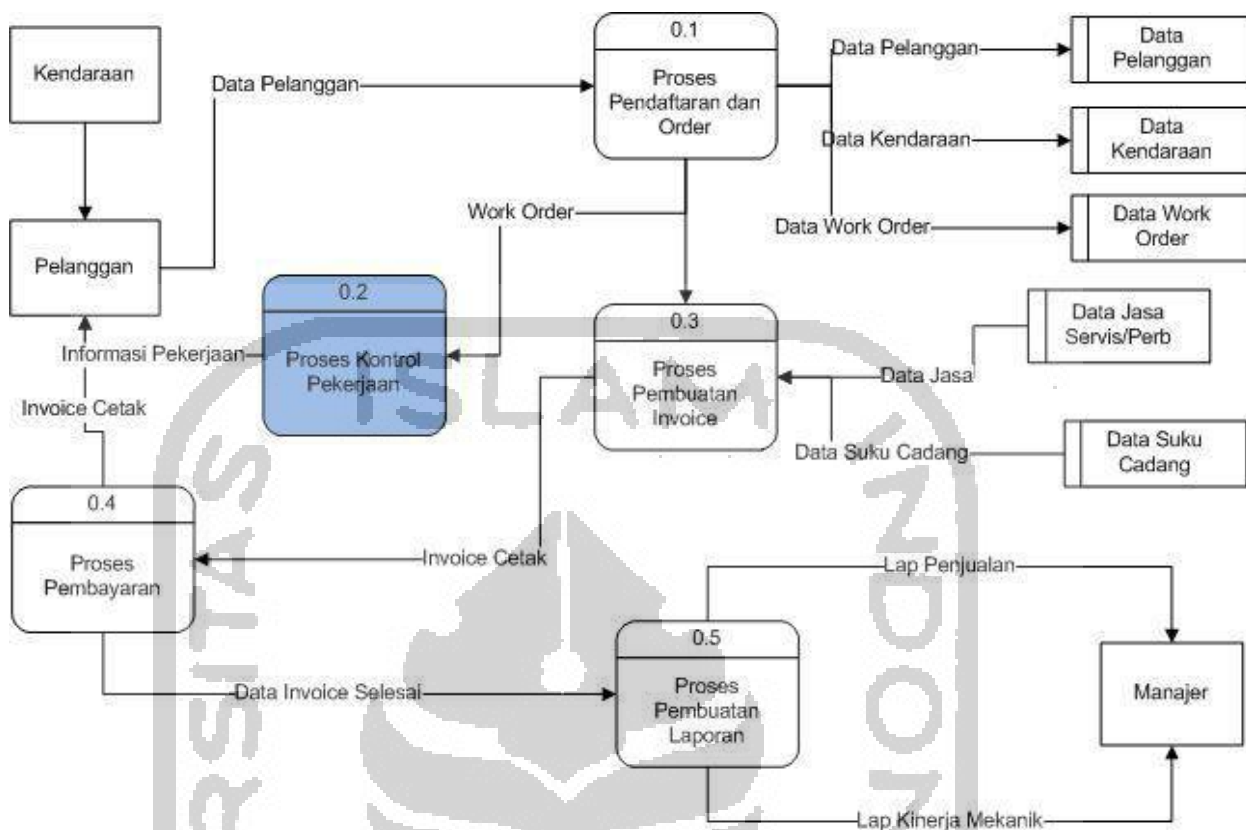 Kendaraan
Pelanggan
Data Pelanggan
0.1
Proses
Pendaftaran dan
Order
Data Pelanggan
Data
Pelanggan
Data Kendaraan
Data
Kendaraan
Data Work Order
Data Work
Order
Work Order
0.2
Proses Kontrol
Pekerjaan
Informasi Pekerjaan
0.3
Proses
Pembuatan
Invoice
Data Jasa
Servis/Perb
Data Jasa
Data Suku Cadang
Data Suku
Cadang
Invoice Cetak
0.4
Proses
Pembayaran
Invoice Cetak
Data Invoice Selesai
0.5
Proses
Pembuatan
Laporan
Lap Penjualan
Manajer
Lap Kinerja Mekanik
ISLAM